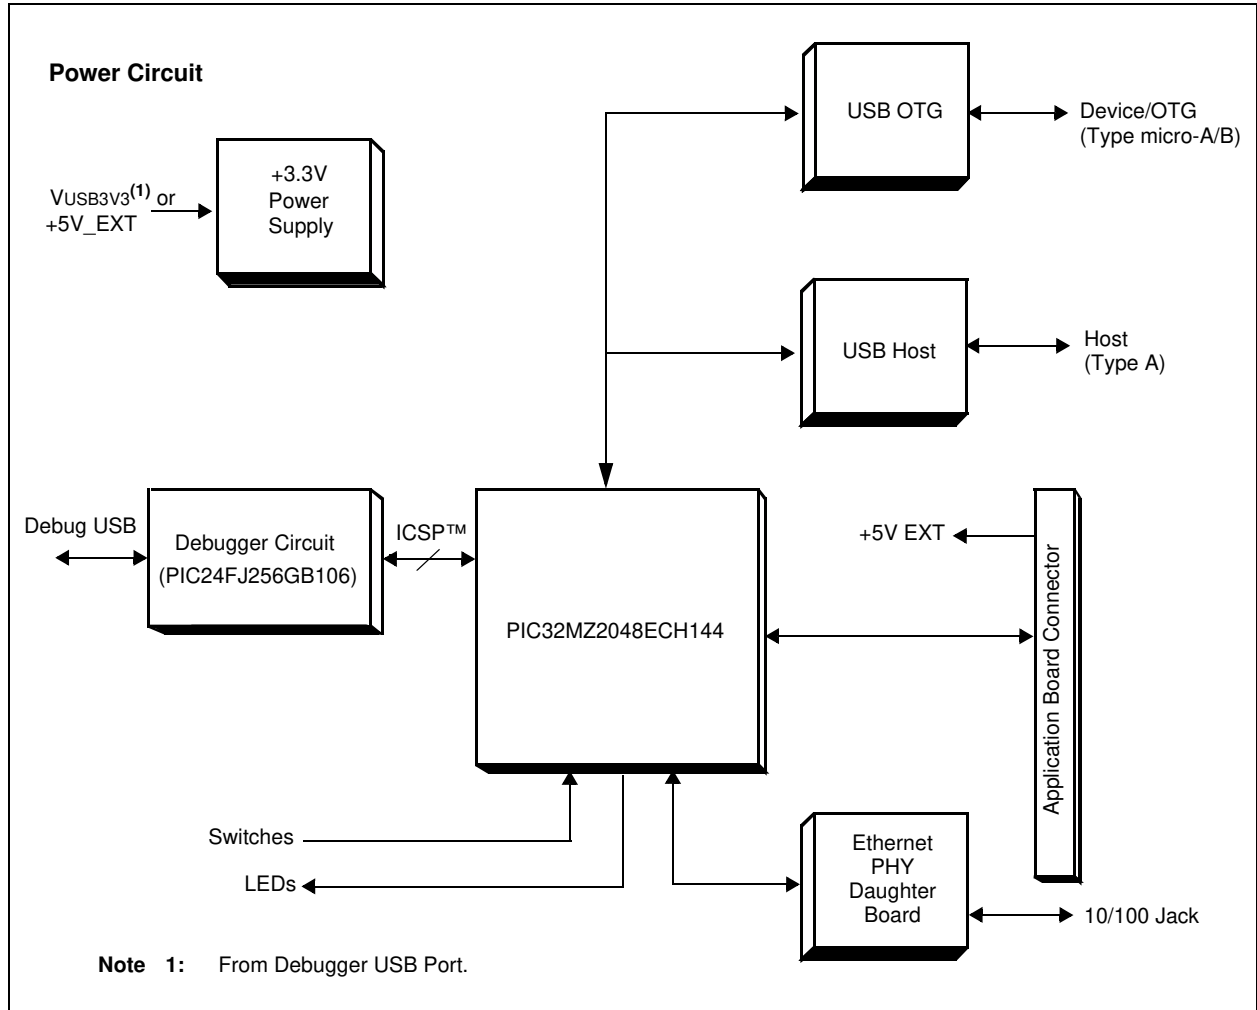 Power Circuit
VUSB3V3(1) or
+5V_EXT
+3.3V
Power
Supply
USB OTG
Device/OTG
(Type micro-A/B)
USB Host
Host
(Type A)
Debug USB
Debugger Circuit
(PIC24FJ256GB106)
ICSP™
PIC32MZ2048ECH144
+5V EXT
Application Board Connector
Switches
LEDs
Ethernet
PHY
Daughter
Board
10/100 Jack
Note 1: From Debugger USB Port.